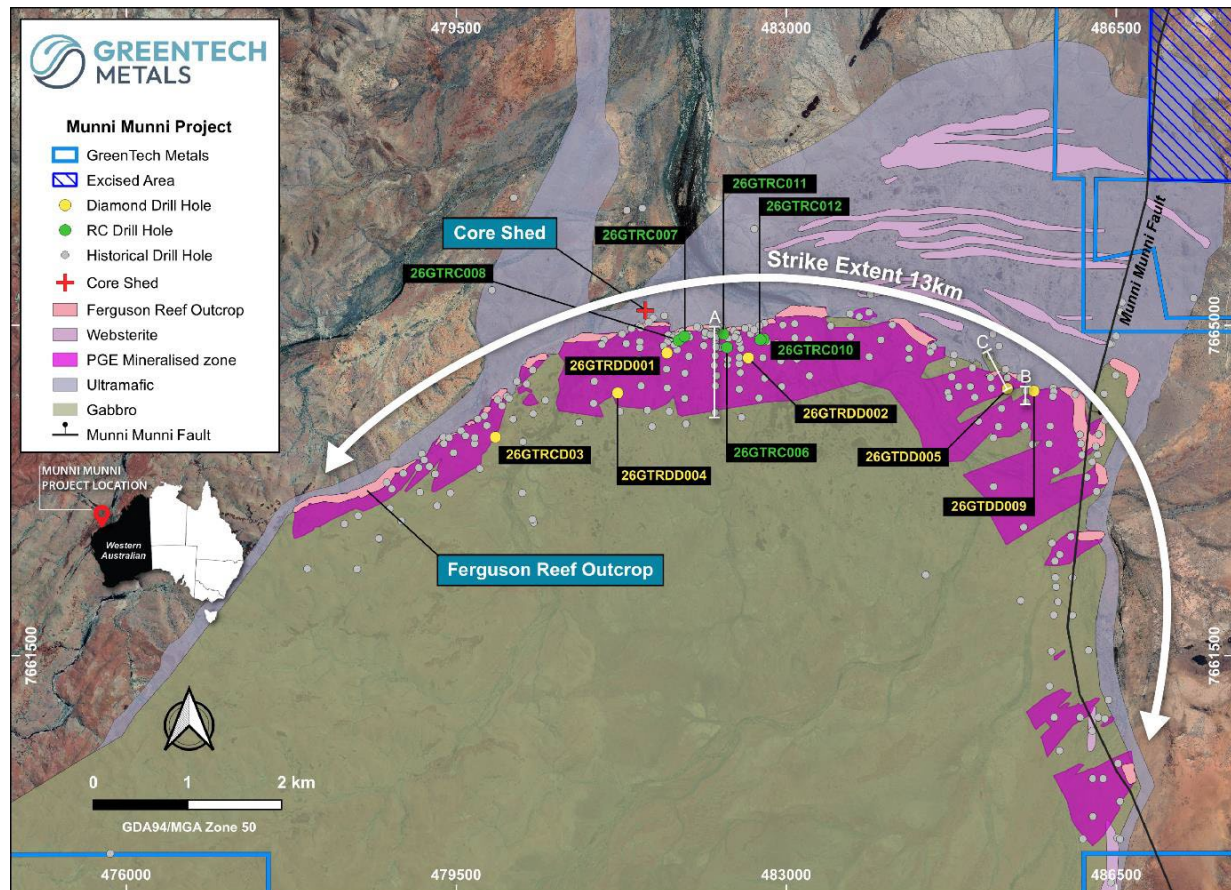 GREENTECH
METALS
Munni Munni Project
GreenTech Metals
Excised Area
Diamond Drill Hole
RC Drill Hole
Historical Drill Hole
Core Shed
Ferguson Reef Outcrop
Websterite
PGE Mineralised zone
Ultramafic
Gabbro
Munni Munni Fault
479500
483000
486500
26GTRC011
26GTRC012
Core Shed
26GTRC007
26GTRC008
Strike Extent 13km
Munni Munni Fault
7665000
A
C
B
26GTRDD001
26GTRC010
26GTRDD002
26GTRCD03
26GTRDD004
26GTRC006
26GTDD005
26GTDD009
MUNNI MUNNI
PROJECT LOCATION
Western
Australian
Ferguson Reef Outcrop
7661500
7661500
0 1 2 km
GDA94/MGA Zone 50
476000
479500
483000
486500